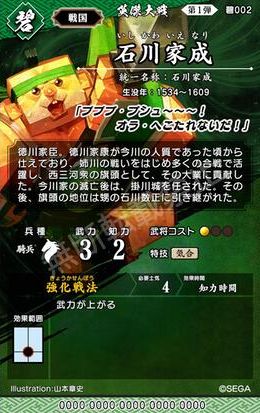 碧
戦国
英傑大戦
第1弾
碧002
いし かわ いえ なり
石川家成
統一名称：石川家成
生没年：1534〜1609
「ププブ・プシュ〜〜〜！
オラ・へこたれないだ！」
徳川家臣。徳川家康が今川の人質であった頃から
仕えており、姉川の戦いをはじめ多くの合戦で活
躍し、西三河衆の旗頭として、その大業に貢献し
た。今川家の滅亡後は、掛川城を任された。その
後、旗頭の地位は甥の石川数正に引き継がれた。
兵種 武力 知力 武将コスト
騎兵 3 2 特技 気合
きょうかせんぽう 必要士気 効果時間
強化戦法 4 知力時間
武力が上がる
効果範囲
Illustration:山本章史
©SEGA
0000-0000-0000-0000-0000